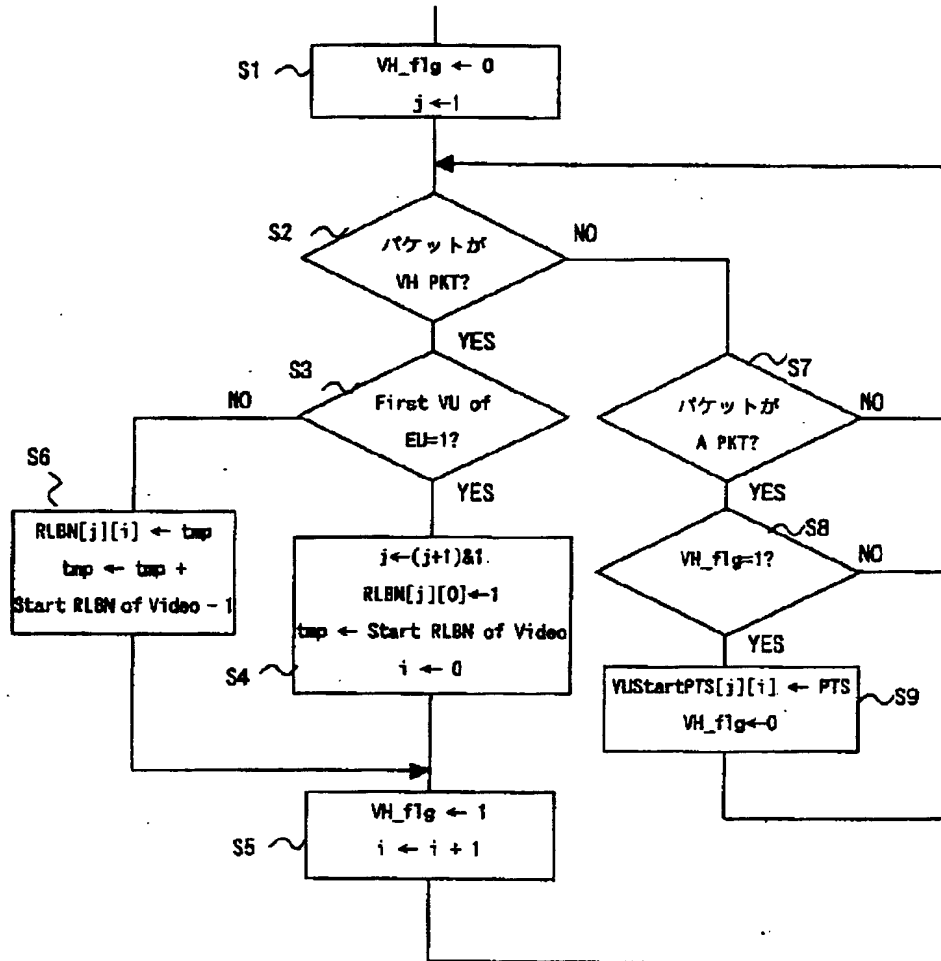 S1
VH_flg ← 0
j ← 1
S2
パケットが
VH PKT?
NO
YES
S3
First VU of
EU=1?
NO
YES
S7
パケットが
A PKT?
NO
YES
S6
RLBN[j][i] ← tmp
tmp ← tmp +
Start RLBN of Video - 1
S4
j←(j+1)&1
RLBN[j][0]←1
tmp ← Start RLBN of Video
i ← 0
S8
VH_flg=1?
NO
YES
VUStartPTS[j][i] ← PTS
VH_flg←0
S9
S5
VH_flg ← 1
i ← i + 1